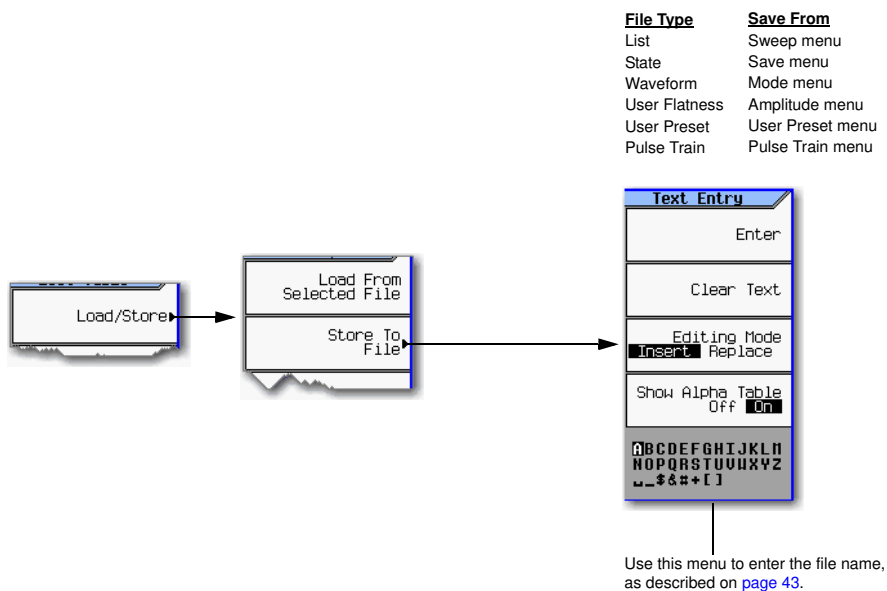 File Type Save From
List Sweep menu
State Save menu
Waveform Mode menu
User Flatness Amplitude menu
User Preset User Preset menu
Pulse Train Pulse Train menu
Load/Store
Load From
Selected File
Store To
File
Text Entry
Enter
Clear Text
Editing Mode
Insert Replace
Show Alpha Table
Off On
ABCDEFGHIJKLM
NOPQRSTUVWXYZ
␣_$&#+[]
Use this menu to enter the file name,
as described on page 43.